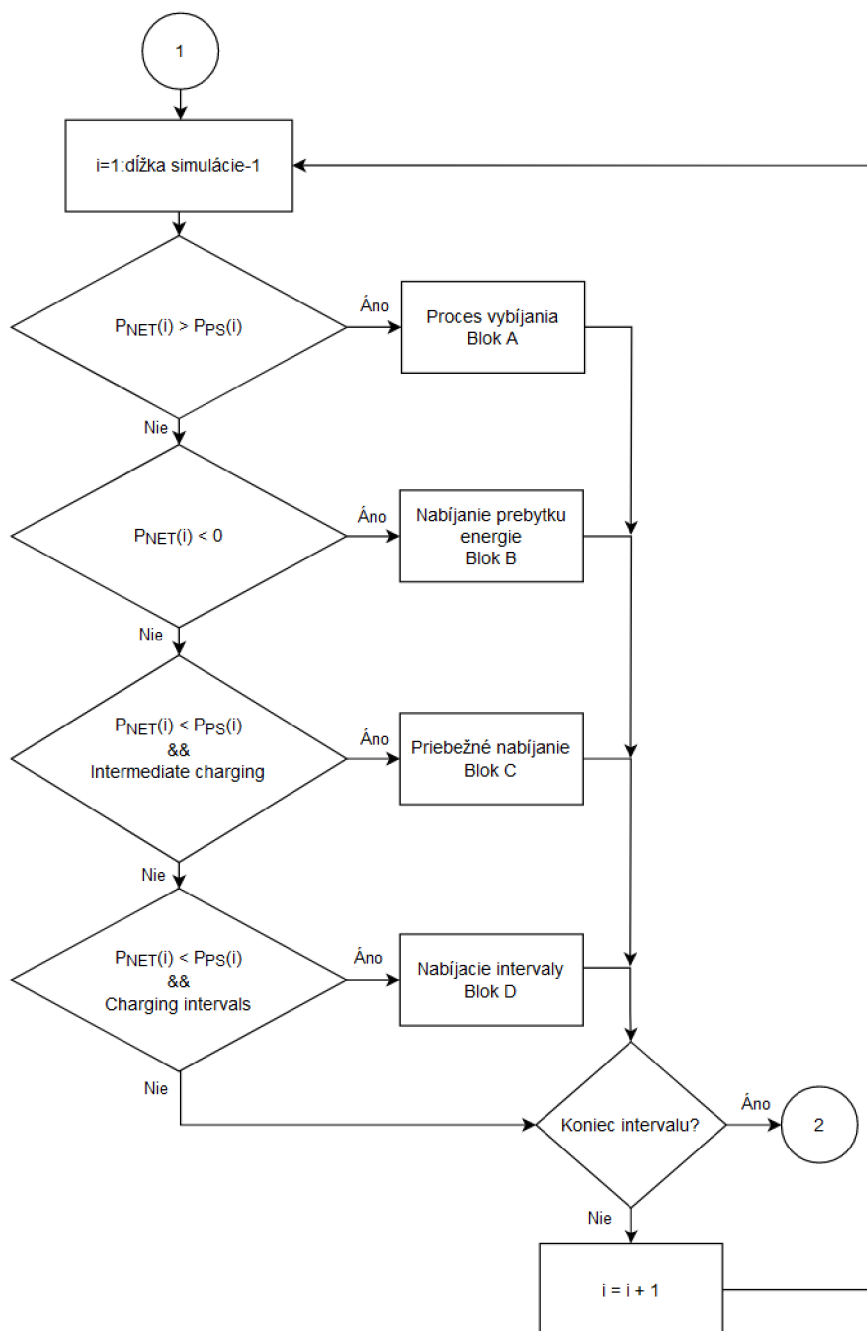 1
i=1:dĺžka simulácie-1
PNET(i) > PPS(i)
Áno
Proces vybíjania
Blok A
Nie
PNET(i) < 0
Áno
Nabíjanie prebytku
energie
Blok B
Nie
PNET(i) < PPS(i)
&&
Intermediate charging
Áno
Priebežné nabíjanie
Blok C
Nie
PNET(i) < PPS(i)
&&
Charging intervals
Áno
Nabíjacie intervaly
Blok D
Nie
Koniec intervalu?
Áno
2
Nie
i = i + 1